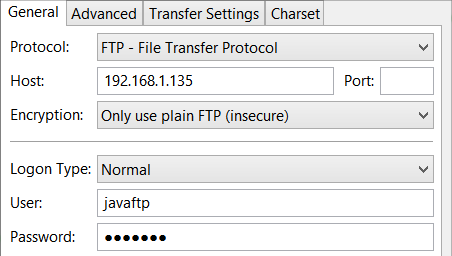 General Advanced Transfer Settings Charset
Protocol: FTP - File Transfer Protocol
Host: 192.168.1.135 Port:
Encryption: Only use plain FTP (insecure)
Logon Type: Normal
User: javaftp
Password: ●●●●●●●